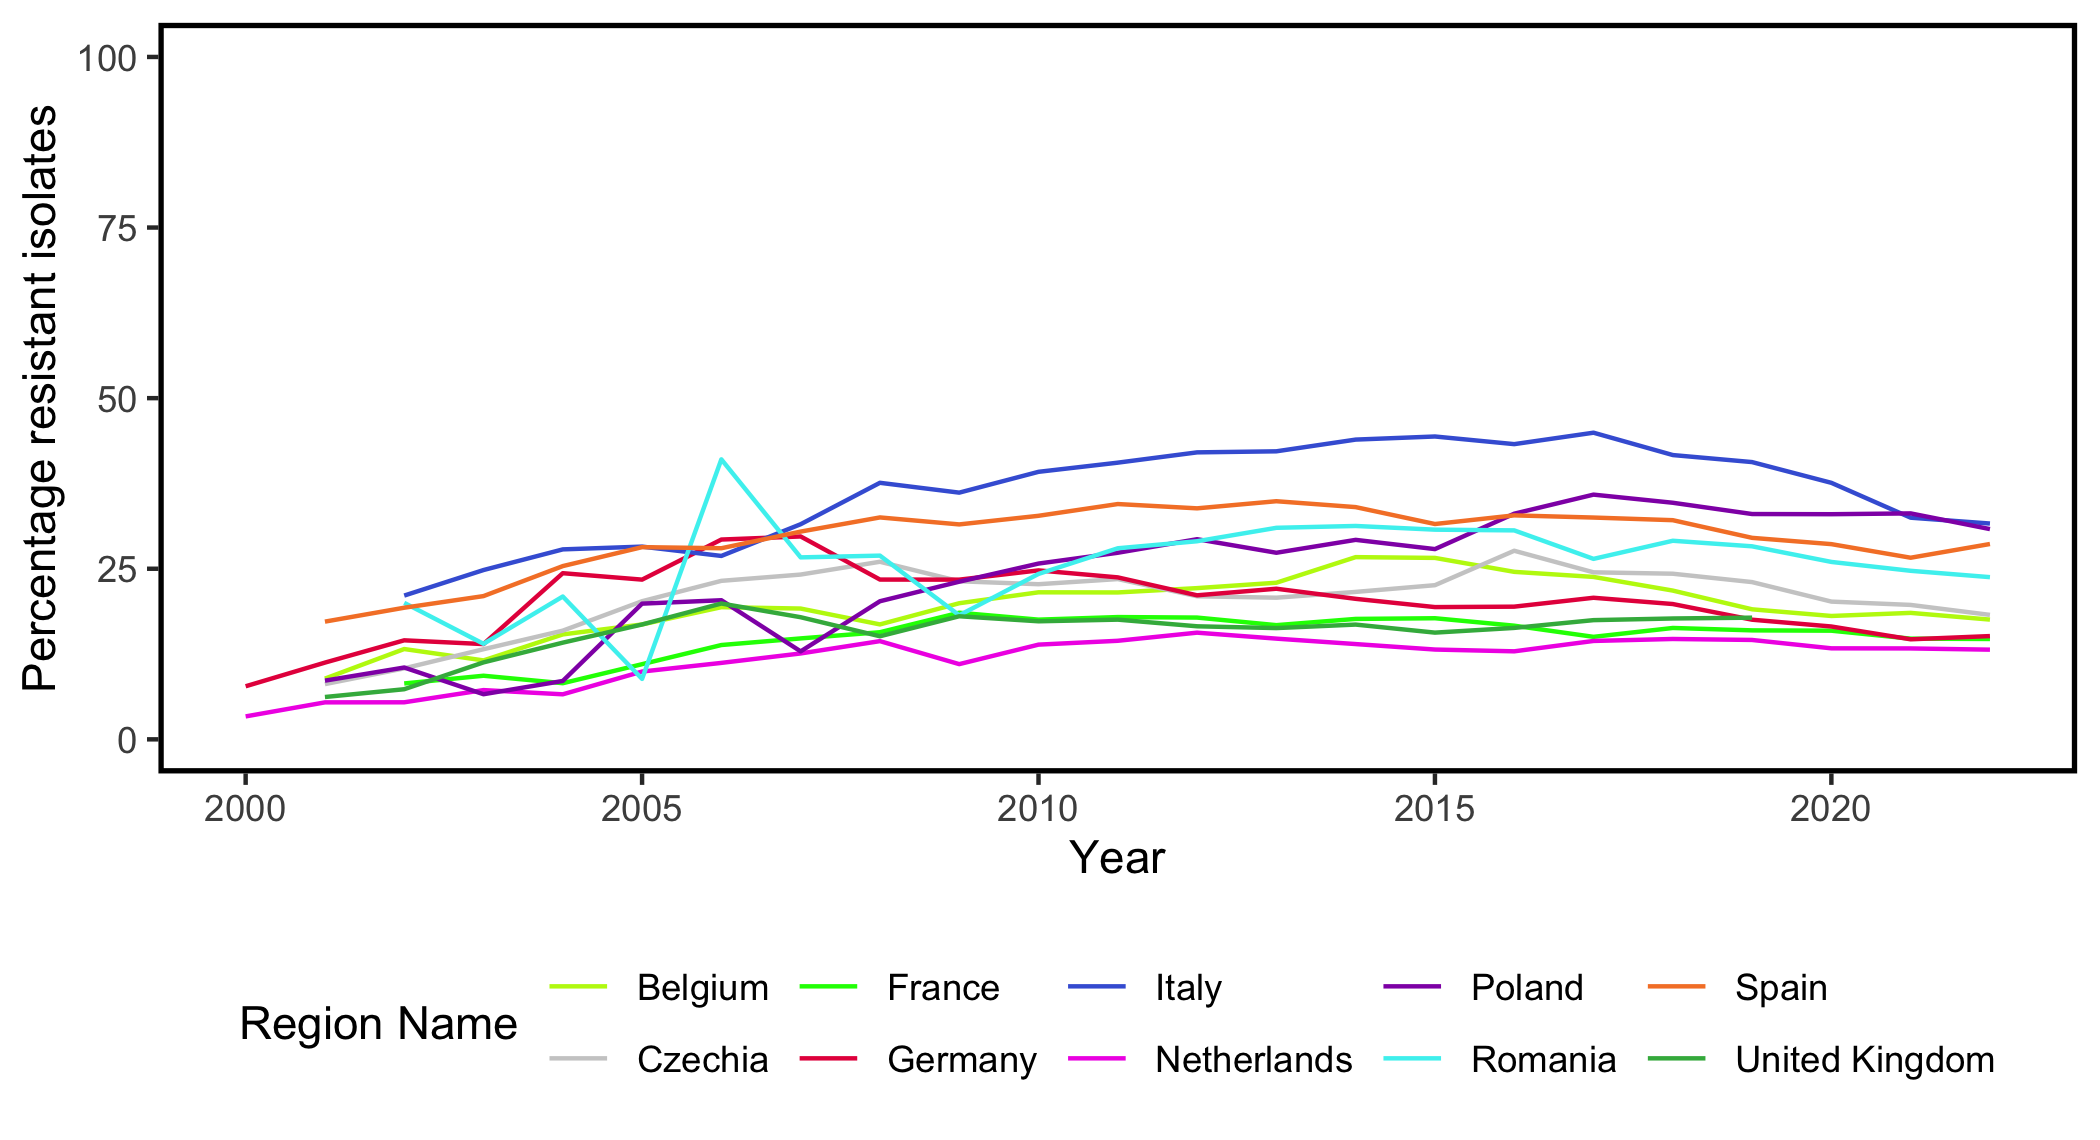 Percentage resistant isolates
100
75
50
25
0
2000 2005 2010 2015 2020
Year
Region Name
Belgium France Italy Poland Spain
Czechia Germany Netherlands Romania United Kingdom